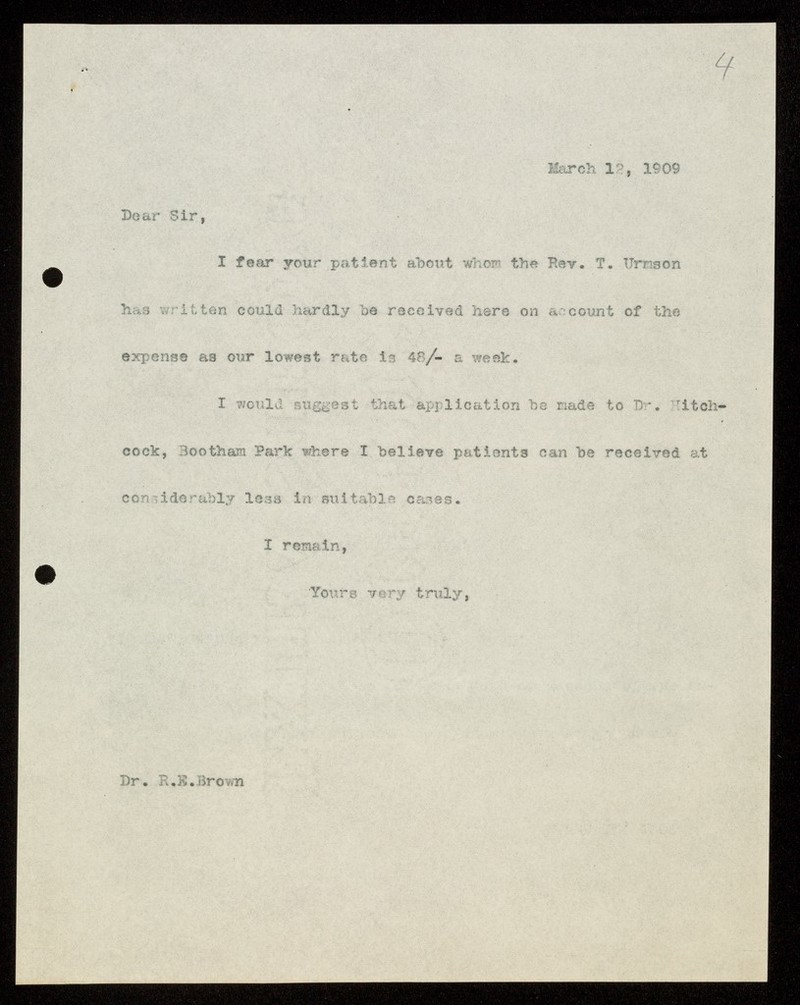 4
March 12, 1909
Dear Sir,
I fear your patient about whom the Rev. T. Urmson
has written could hardly be received here on account of the
expense as our lowest rate is 48/- a week.
I would suggest that application be made to Dr. Hitch-
cock, Bootham Park where I believe patients can be received at
considerably less in suitable cases.
I remain,
Yours very truly,
Dr. R.E.Brown